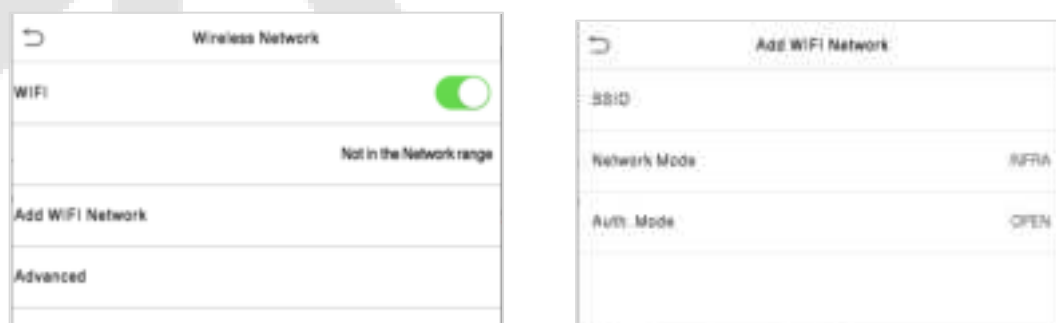 Wireless Network
WIFI
Not in the Network range
Add WIFI Network
Advanced
Add WIFI Network
SSID
Network Mode INFRA
Auth. Mode OPEN